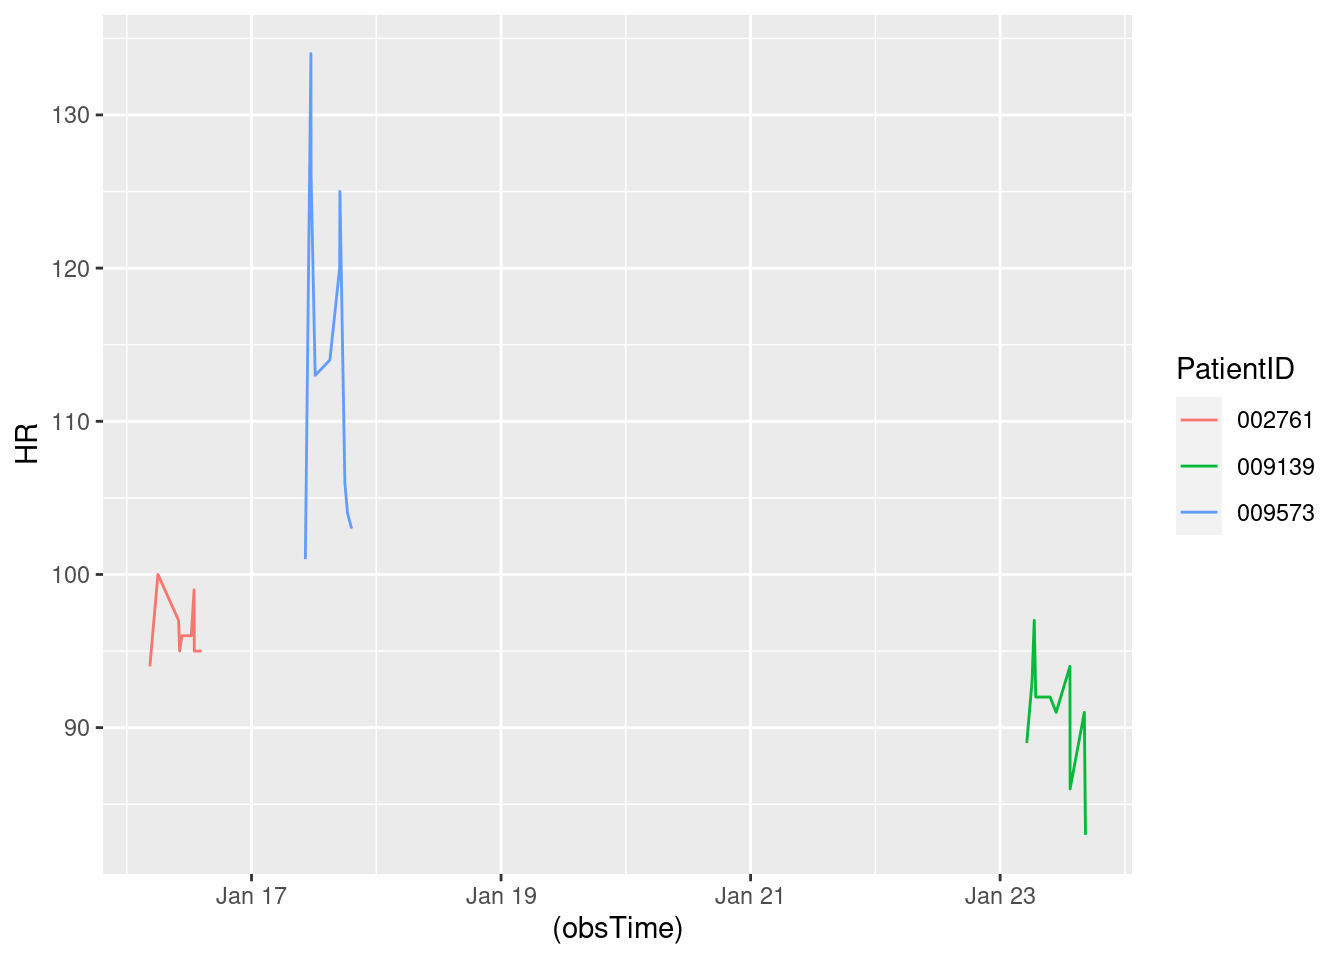 130
120
110
100
90
HR
Jan 17
Jan 19
Jan 21
Jan 23
(obsTime)
PatientID
002761
009139
009573